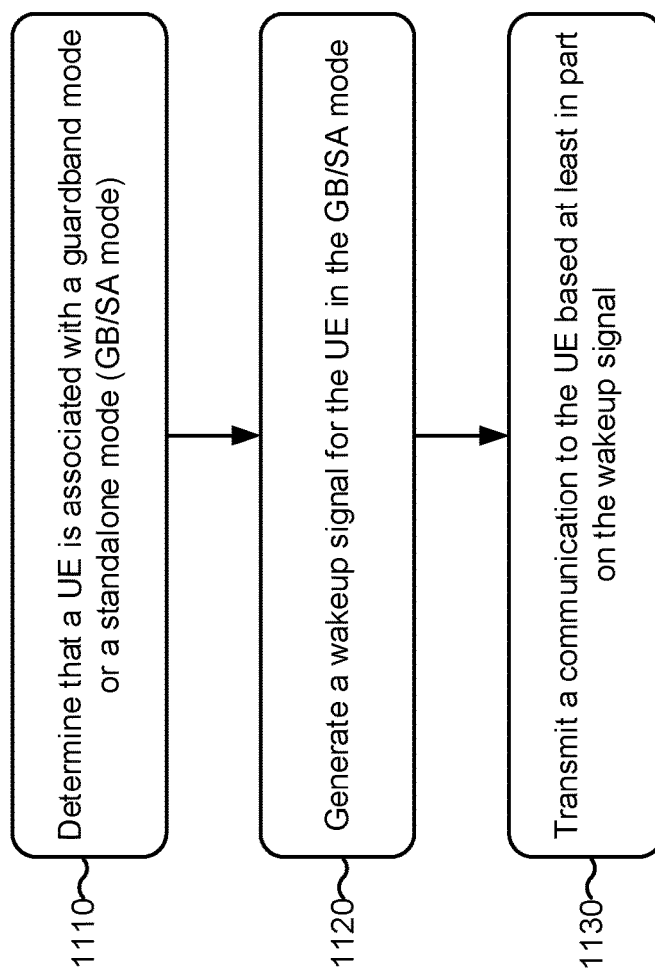 1110
Determine that a UE is associated with a guardband mode
or a standalone mode (GB/SA mode)
1120
Generate a wakeup signal for the UE in the GB/SA mode
1130
Transmit a communication to the UE based at least in part
on the wakeup signal